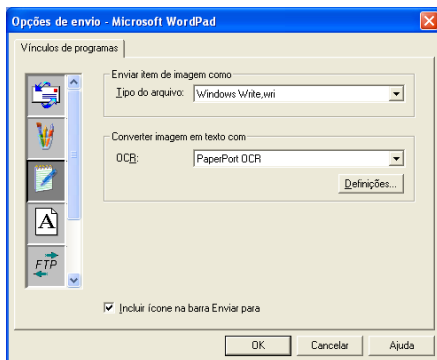 Opções de envio - Microsoft WordPad
Vínculos de programas
Enviar item de imagem como
Tipo do arquivo: Windows Write,wri
Converter imagem em texto com
OCR: PaperPort OCR
Definições...
A
FTP
Incluir ícone na barra Enviar para
OK Cancelar Ajuda